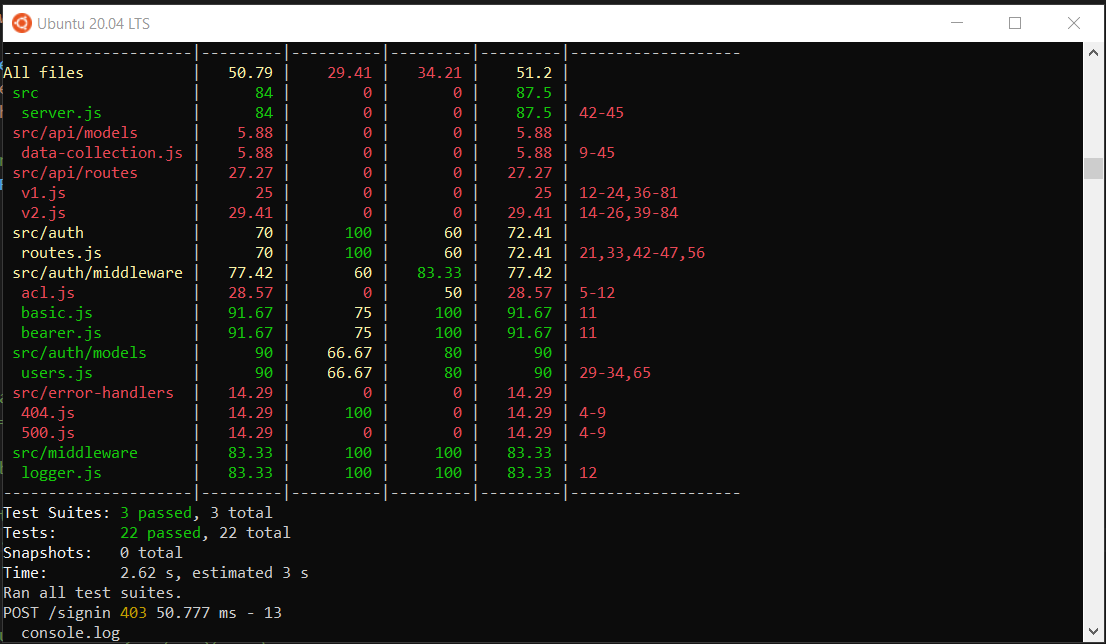 Ubuntu 20.04 LTS
---------------------|---------|----------|---------|---------|-------------------
All files            |   50.79 |    29.41 |   34.21 |    51.2 |
 src                 |      84 |        0 |       0 |    87.5 |
  server.js          |      84 |        0 |       0 |    87.5 | 42-45
 src/api/models      |    5.88 |        0 |       0 |    5.88 |
  data-collection.js |    5.88 |        0 |       0 |    5.88 | 9-45
 src/api/routes      |   27.27 |        0 |       0 |   27.27 |
  v1.js              |      25 |        0 |       0 |      25 | 12-24,36-81
  v2.js              |   29.41 |        0 |       0 |   29.41 | 14-26,39-84
 src/auth            |      70 |      100 |      60 |   72.41 |
  routes.js          |      70 |      100 |      60 |   72.41 | 21,33,42-47,56
 src/auth/middleware |   77.42 |       60 |   83.33 |   77.42 |
  acl.js             |   28.57 |        0 |      50 |   28.57 | 5-12
  basic.js           |   91.67 |       75 |     100 |   91.67 | 11
  bearer.js          |   91.67 |       75 |     100 |   91.67 | 11
 src/auth/models     |      90 |    66.67 |      80 |      90 |
  users.js           |      90 |    66.67 |      80 |      90 | 29-34,65
 src/error-handlers  |   14.29 |        0 |       0 |   14.29 |
  404.js             |   14.29 |      100 |       0 |   14.29 | 4-9
  500.js             |   14.29 |        0 |       0 |   14.29 | 4-9
 src/middleware      |   83.33 |      100 |     100 |   83.33 |
  logger.js          |   83.33 |      100 |     100 |   83.33 | 12
---------------------|---------|----------|---------|---------|-------------------
Test Suites: 3 passed, 3 total
Tests:       22 passed, 22 total
Snapshots:   0 total
Time:        2.62 s, estimated 3 s
Ran all test suites.
POST /signin 403 50.777 ms - 13
  console.log